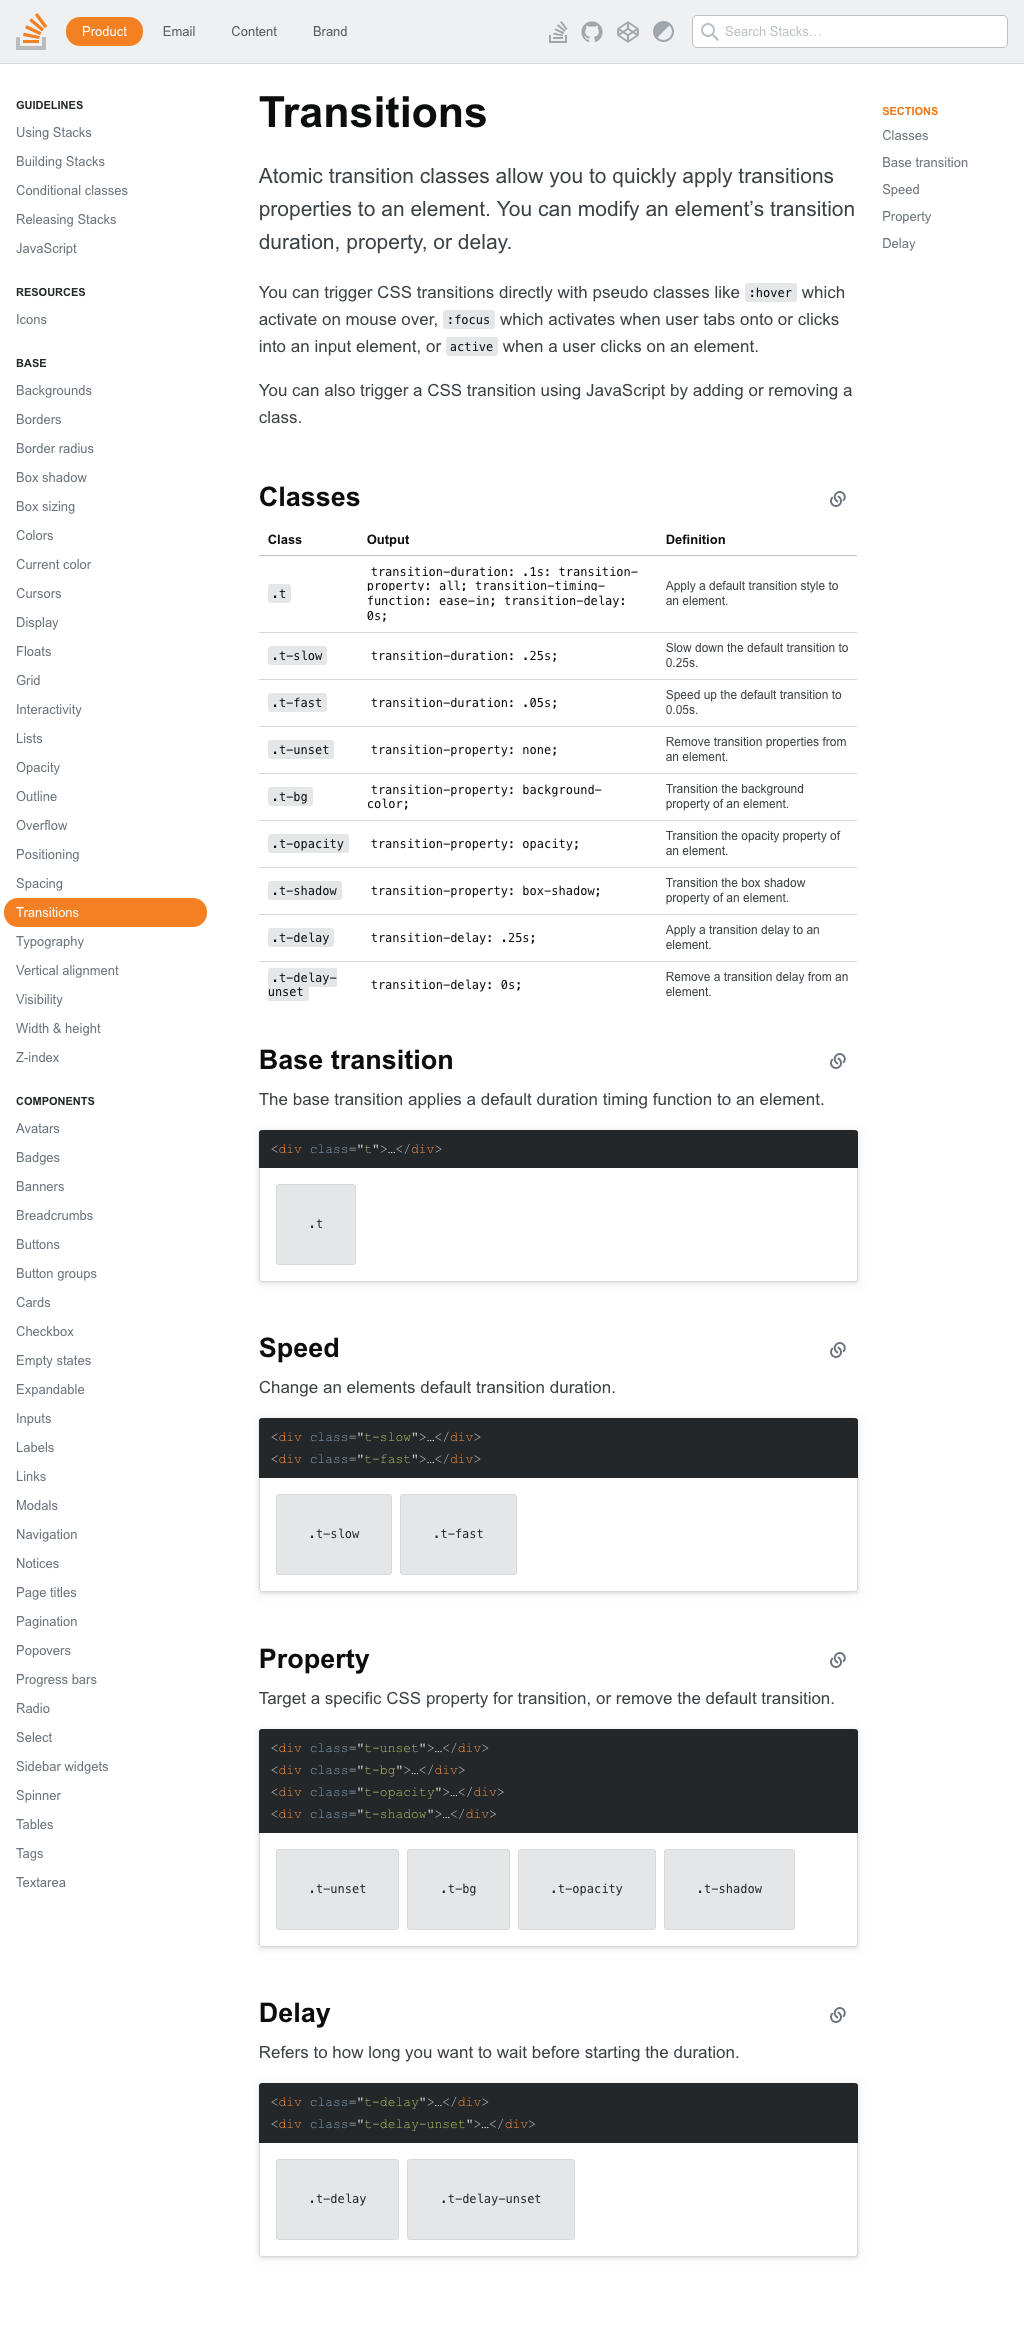 Product
Email
Content
Brand
Search Stacks...
GUIDELINES
Using Stacks
Building Stacks
Conditional classes
Releasing Stacks
JavaScript
RESOURCES
Icons
BASE
Backgrounds
Borders
Border radius
Box shadow
Box sizing
Colors
Current color
Cursors
Display
Floats
Grid
Interactivity
Lists
Opacity
Outline
Overflow
Positioning
Spacing
Transitions
Typography
Vertical alignment
Visibility
Width & height
Z-index
COMPONENTS
Avatars
Badges
Banners
Breadcrumbs
Buttons
Button groups
Cards
Checkbox
Empty states
Expandable
Inputs
Labels
Links
Modals
Navigation
Notices
Page titles
Pagination
Popovers
Progress bars
Radio
Select
Sidebar widgets
Spinner
Tables
Tags
Textarea
Transitions
Atomic transition classes allow you to quickly apply transitions
properties to an element. You can modify an element’s transition
duration, property, or delay.
You can trigger CSS transitions directly with pseudo classes like :hover which
activate on mouse over, :focus which activates when user tabs onto or clicks
into an input element, or active when a user clicks on an element.
You can also trigger a CSS transition using JavaScript by adding or removing a
class.
Classes
Class Output Definition
.t
transition-duration: .1s: transition-
property: all; transition-timing-
function: ease-in; transition-delay:
0s;
Apply a default transition style to
an element.
.t-slow
transition-duration: .25s;
Slow down the default transition to
0.25s.
.t-fast
transition-duration: .05s;
Speed up the default transition to
0.05s.
.t-unset
transition-property: none;
Remove transition properties from
an element.
.t-bg
transition-property: background-
color;
Transition the background
property of an element.
.t-opacity
transition-property: opacity;
Transition the opacity property of
an element.
.t-shadow
transition-property: box-shadow;
Transition the box shadow
property of an element.
.t-delay
transition-delay: .25s;
Apply a transition delay to an
element.
.t-delay-
unset
transition-delay: 0s;
Remove a transition delay from an
element.
Base transition
The base transition applies a default duration timing function to an element.
<div class="t">…</div>
.t
Speed
Change an elements default transition duration.
<div class="t-slow">…</div>
<div class="t-fast">…</div>
.t-slow
.t-fast
Property
Target a specific CSS property for transition, or remove the default transition.
<div class="t-unset">…</div>
<div class="t-bg">…</div>
<div class="t-opacity">…</div>
<div class="t-shadow">…</div>
.t-unset
.t-bg
.t-opacity
.t-shadow
Delay
Refers to how long you want to wait before starting the duration.
<div class="t-delay">…</div>
<div class="t-delay-unset">…</div>
.t-delay
.t-delay-unset
SECTIONS
Classes
Base transition
Speed
Property
Delay